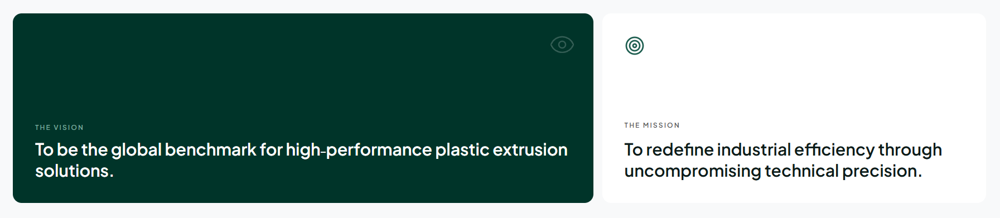 THE VISION
To be the global benchmark for high-performance plastic extrusion
solutions.
THE MISSION
To redefine industrial efficiency through
uncompromising technical precision.